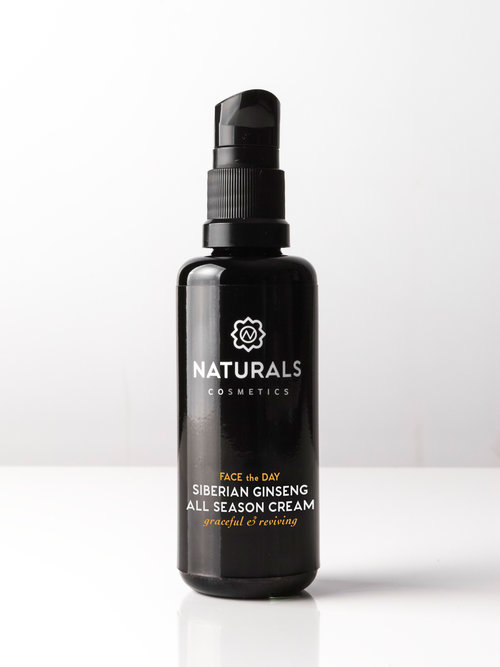 N
NATURALS
COSMETICS
FACE the DAY
SIBERIAN GINSENG
ALL SEASON CREAM
graceful & reviving